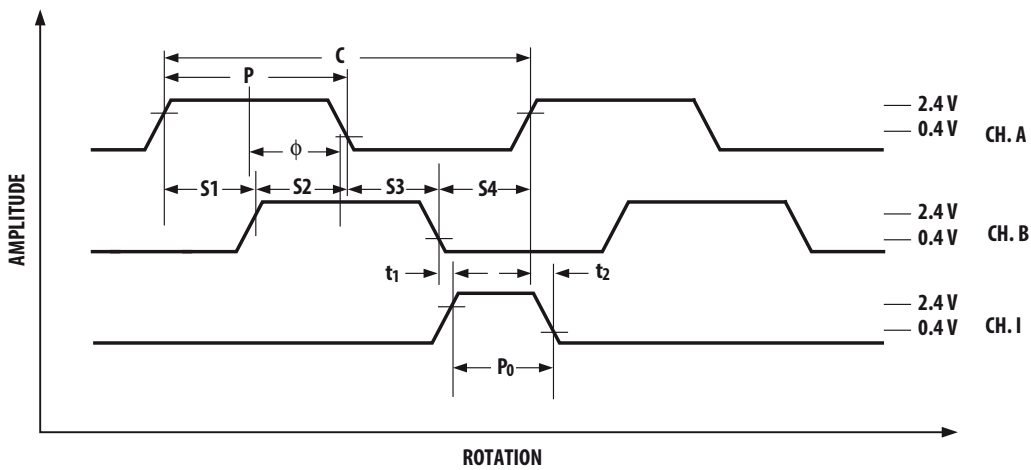 C
P
2.4 V
0.4 V
CH. A
ϕ
S1 S2 S3 S4
AMPLITUDE
2.4 V
0.4 V
CH. B
t1 t2
2.4 V
0.4 V
CH. I
P0
ROTATION